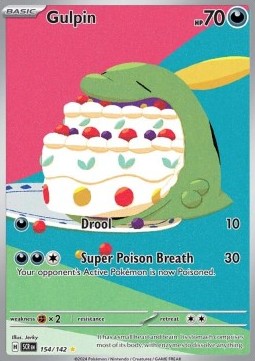 BASIC
Gulpin
HP 70
Drool 10
Super Poison Breath 30
Your opponent's Active Pokémon is now Poisoned.
weakness × 2 resistance retreat
Illus. Jerky
H SCR EN 154/142
It has a small heart and brain. Its stomach comprises
most of its body, with enzymes that dissolve anything.
©2024 Pokémon / Nintendo / Creatures / GAME FREAK